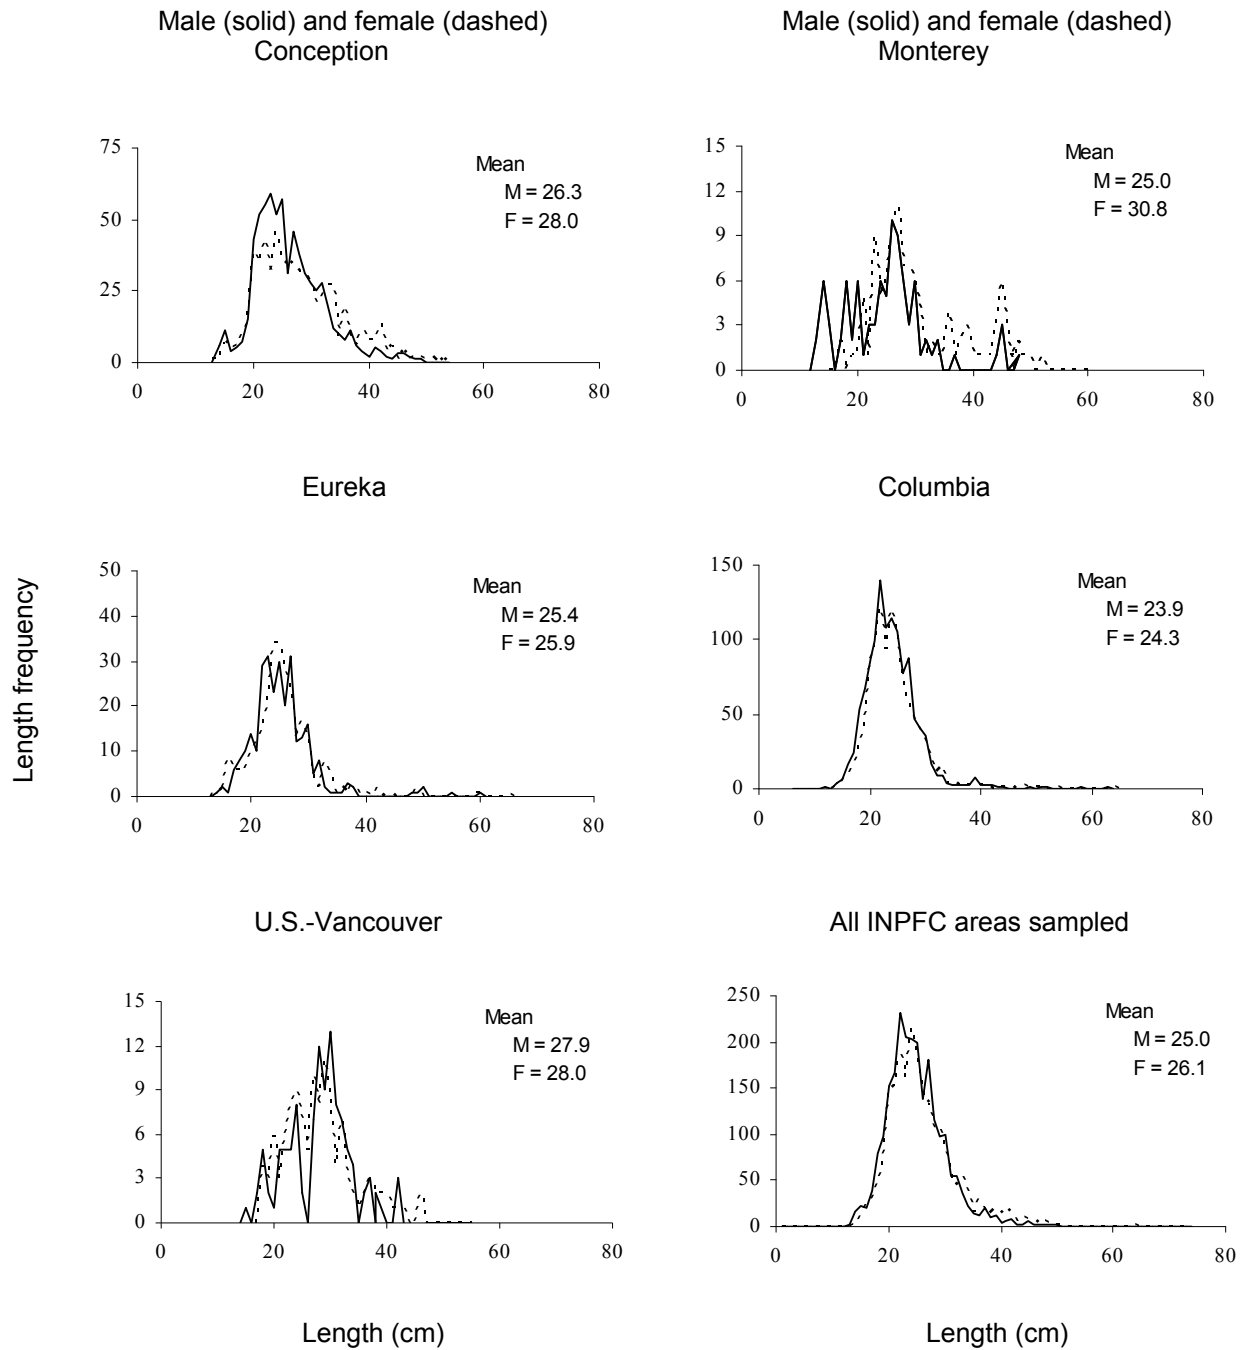 Male (solid) and female (dashed)
Conception
75
50
25
0
0 20 40 60 80
Mean
M = 26.3
F = 28.0
Male (solid) and female (dashed)
Monterey
15
12
9
6
3
0
0 20 40 60 80
Mean
M = 25.0
F = 30.8
Length frequency
Eureka
50
40
30
20
10
0
0 20 40 60 80
Mean
M = 25.4
F = 25.9
Columbia
150
100
50
0
0 20 40 60 80
Mean
M = 23.9
F = 24.3
U.S.-Vancouver
15
12
9
6
3
0
0 20 40 60 80
Mean
M = 27.9
F = 28.0
Length (cm)
All INPFC areas sampled
250
200
150
100
50
0
0 20 40 60 80
Mean
M = 25.0
F = 26.1
Length (cm)